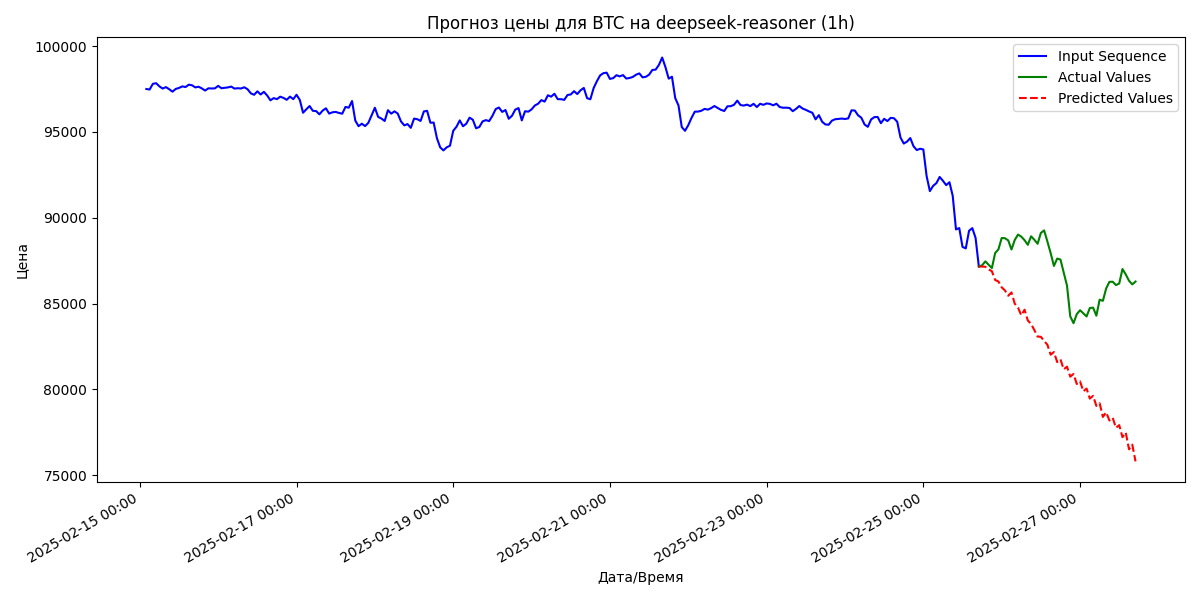 Прогноз цены для BTC на deepseek-reasoner (1h)
Input Sequence
Actual Values
Predicted Values
Цена
100000
95000
90000
85000
80000
75000
2025-02-15 00:00
2025-02-17 00:00
2025-02-19 00:00
2025-02-21 00:00
2025-02-23 00:00
2025-02-25 00:00
2025-02-27 00:00
Дата/Время